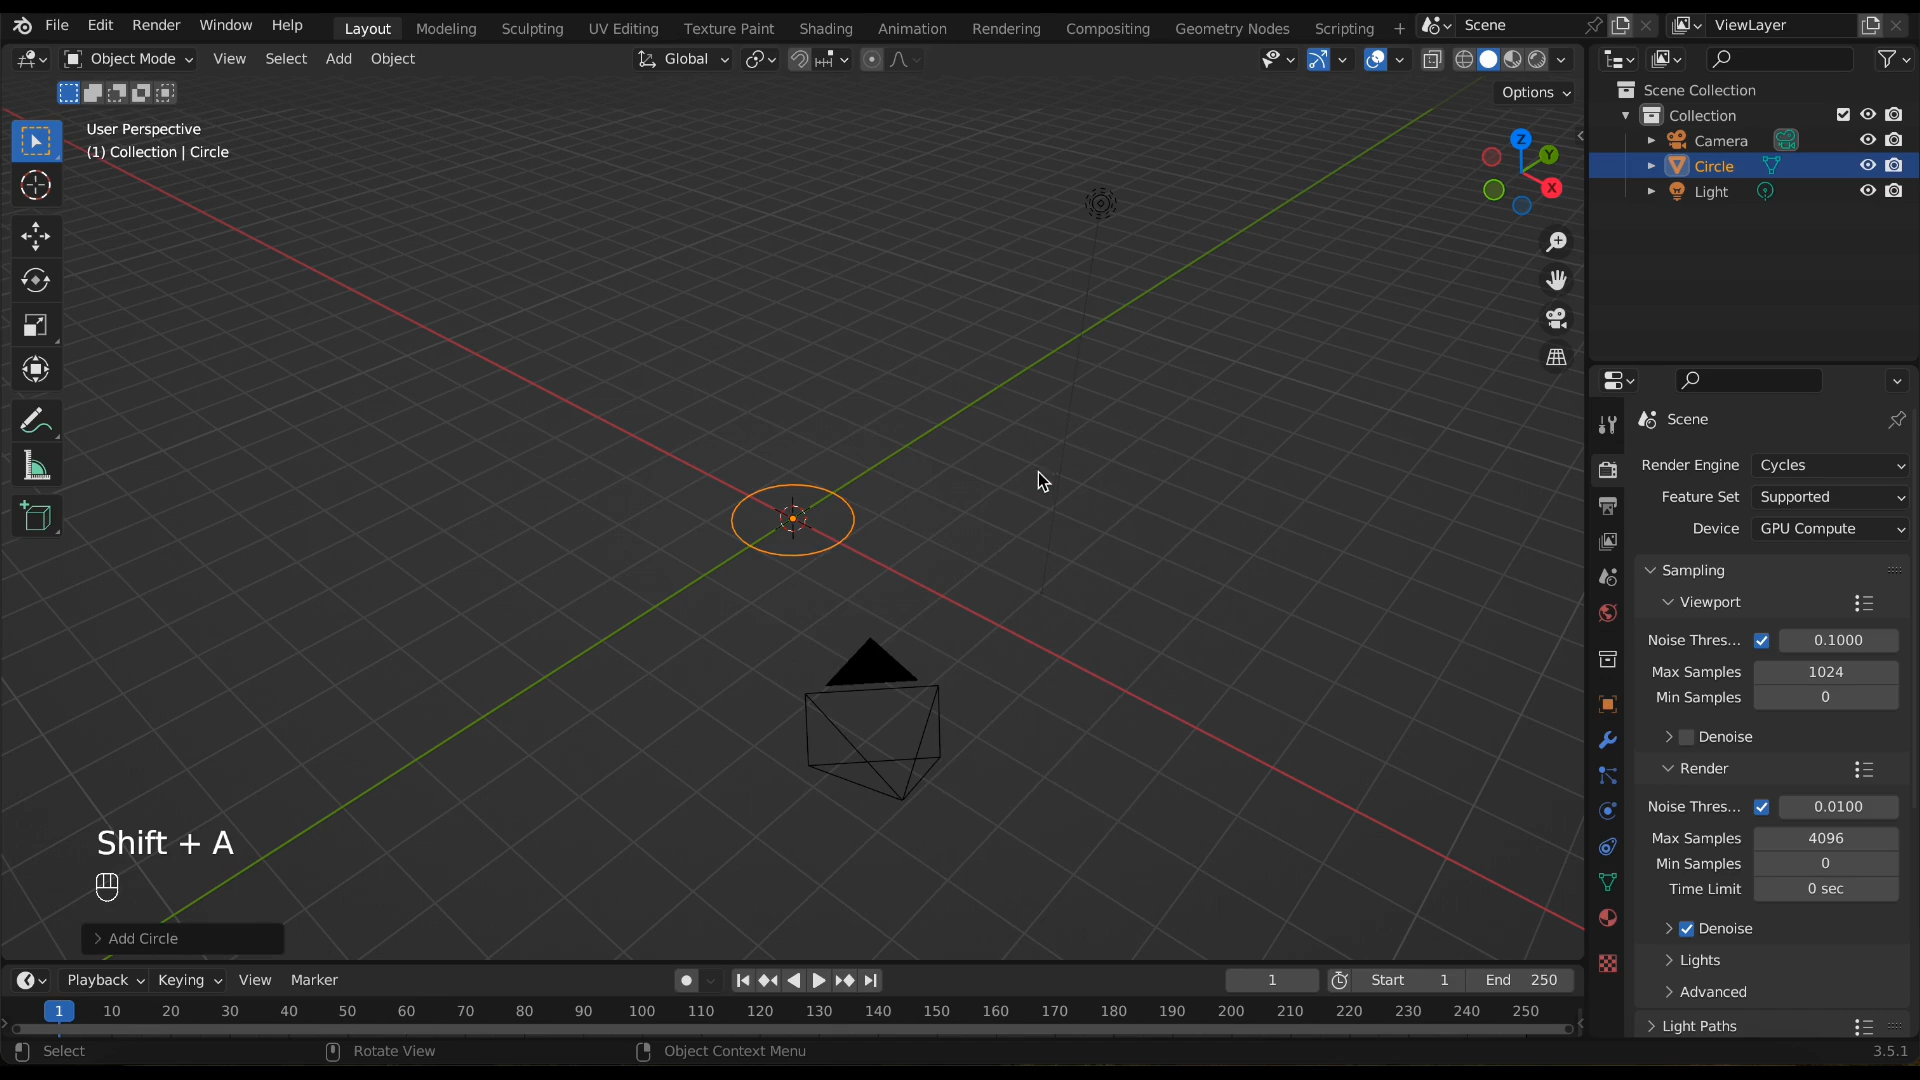 File Edit Render Window Help Layout Modeling Sculpting UV Editing Texture Paint Shading Animation Rendering Compositing Geometry Nodes Scripting + Scene ViewLayer
Object Mode View Select Add Object Global
Options
User Perspective
(1) Collection | Circle
Z
Y
X
Shift + A
Add Circle
Scene Collection
Collection
Camera
Circle
Light
Scene
Render Engine Cycles
Feature Set Supported
Device GPU Compute
Sampling
Viewport
Noise Thres... 0.1000
Max Samples 1024
Min Samples 0
Denoise
Render
Noise Thres... 0.0100
Max Samples 4096
Min Samples 0
Time Limit 0 sec
Denoise
Lights
Advanced
Light Paths
Playback Keying View Marker 1 Start 1 End 250
1 10 20 30 40 50 60 70 80 90 100 110 120 130 140 150 160 170 180 190 200 210 220 230 240 250
Select Rotate View Object Context Menu 3.5.1